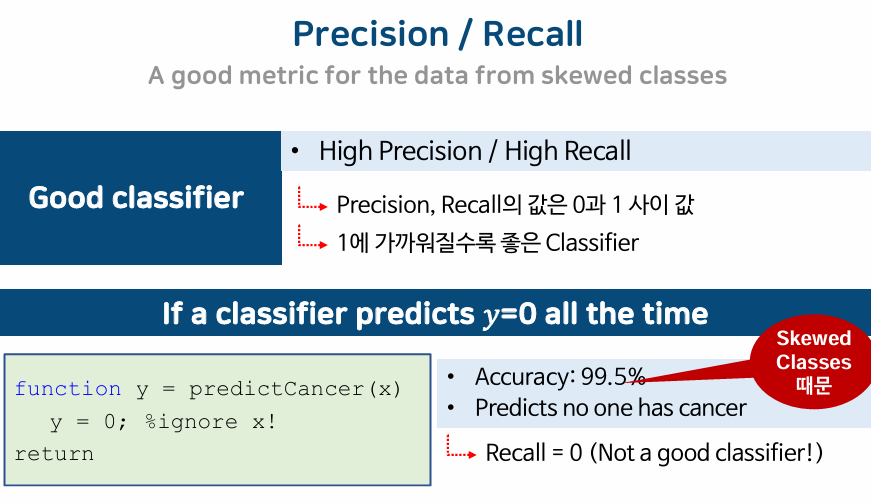 Precision / Recall
A good metric for the data from skewed classes
Good classifier
• High Precision / High Recall
Precision, Recall의 값은 0과 1 사이 값
1에 가까워질수록 좋은 Classifier
If a classifier predicts y=0 all the time
function y = predictCancer(x)
y = 0; %ignore x!
return
• Accuracy: 99.5%
• Predicts no one has cancer
Recall = 0 (Not a good classifier!)
Skewed
Classes
때문